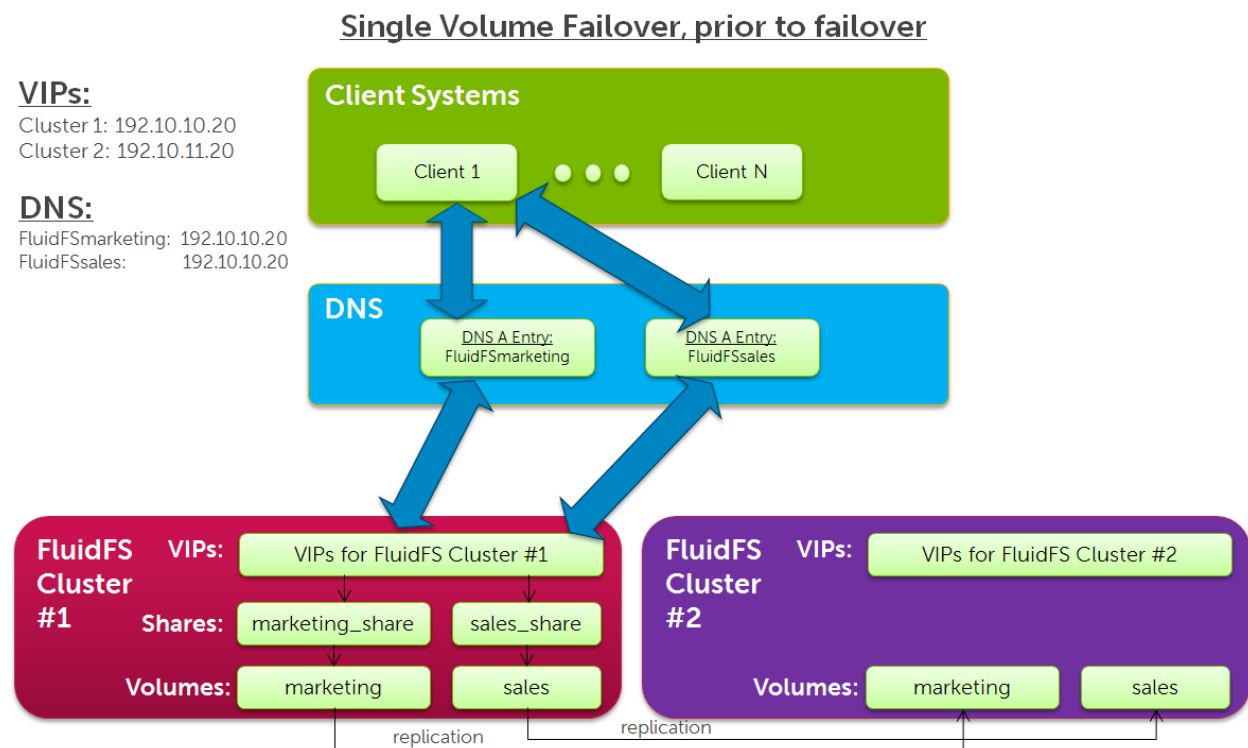 Single Volume Failover, prior to failover
VIPs:
Cluster 1: 192.10.10.20
Cluster 2: 192.10.11.20
DNS:
FluidFSmarketing: 192.10.10.20
FluidFSsales: 192.10.10.20
Client Systems
Client 1
Client N
DNS
DNS A Entry:
FluidFSmarketing
DNS A Entry:
FluidFSsales
FluidFS
Cluster
#1
VIPs:
VIPs for FluidFS Cluster #1
Shares:
marketing_share
sales_share
Volumes:
marketing
sales
FluidFS
Cluster
#2
VIPs:
VIPs for FluidFS Cluster #2
Volumes:
marketing
sales
replication
replication